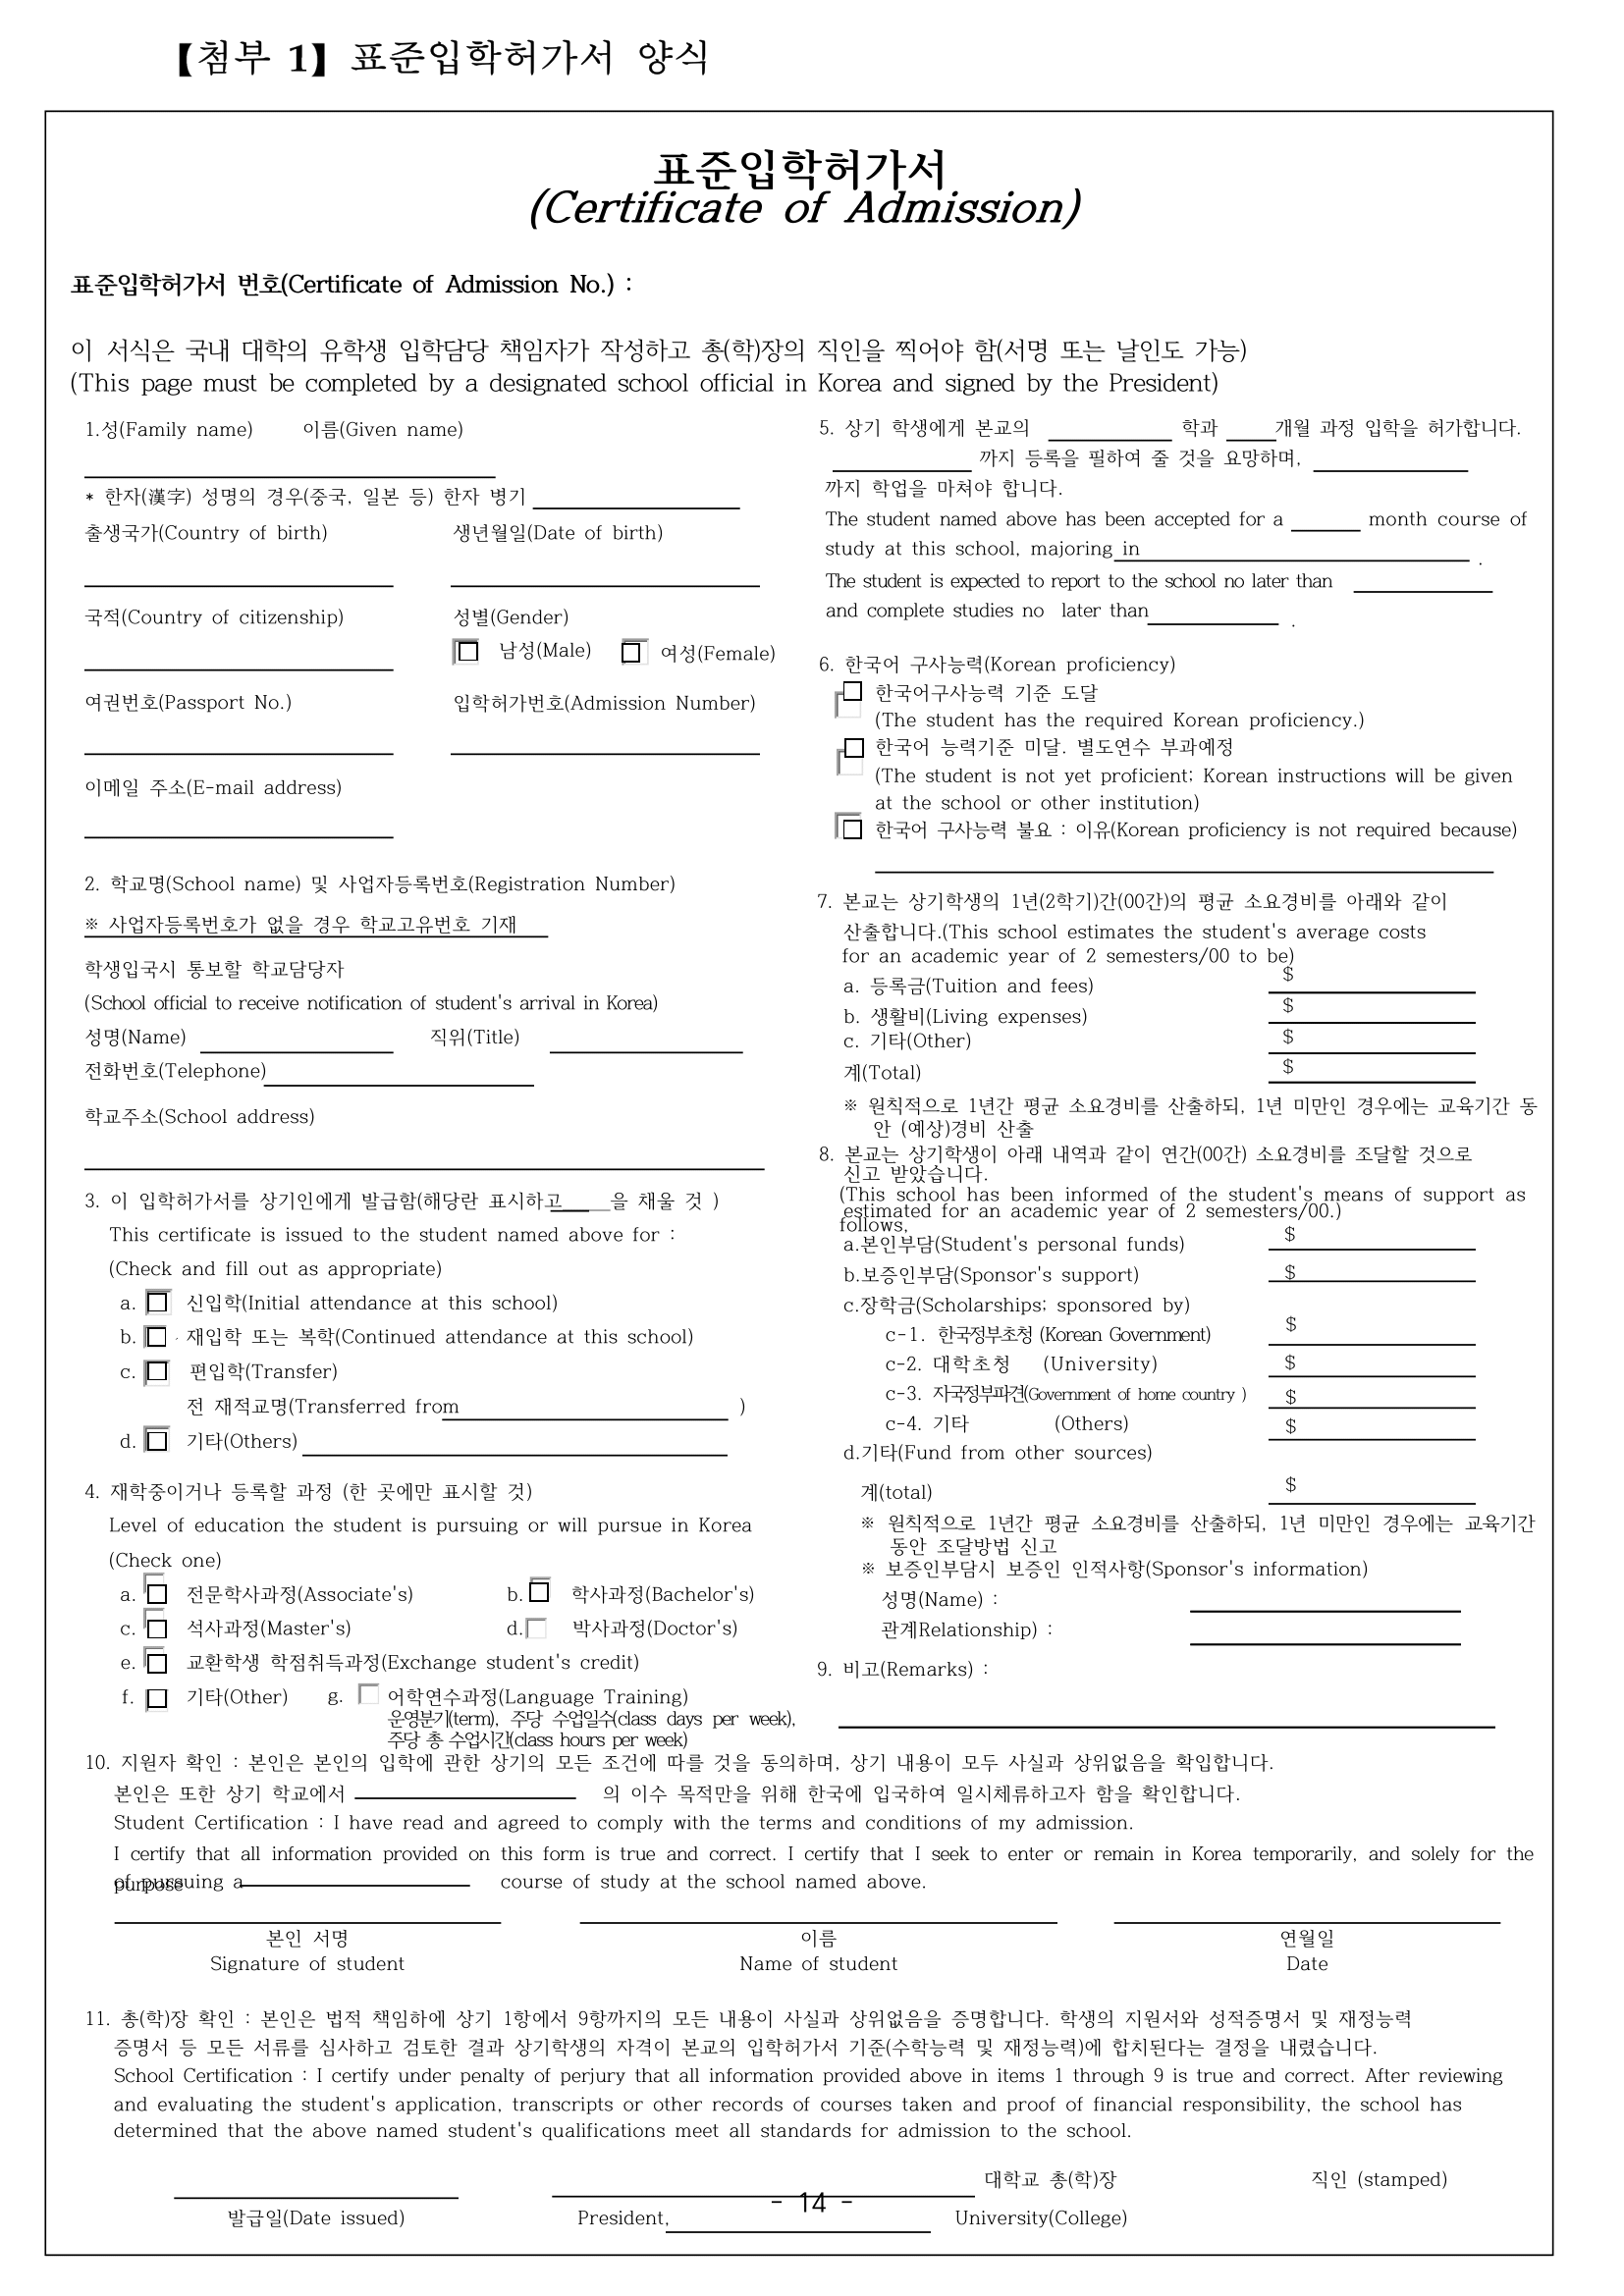 【첨부 1】 표준입학허가서 양식
표준입학허가서
(Certificate of Admission)
표준입학허가서 번호(Certificate of Admission No.) :
이 서식은 국내 대학의 유학생 입학담당 책임자가 작성하고 총(학)장의 직인을 찍어야 함(서명 또는 날인도 가능)
(This page must be completed by a designated school official in Korea and signed by the President)
1.성(Family name) 이름(Given name)
* 한자(漢字) 성명의 경우(중국, 일본 등) 한자 병기
출생국가(Country of birth) 생년월일(Date of birth)
국적(Country of citizenship) 성별(Gender)
남성(Male) 여성(Female)
여권번호(Passport No.) 입학허가번호(Admission Number)
이메일 주소(E-mail address)
2. 학교명(School name) 및 사업자등록번호(Registration Number)
※ 사업자등록번호가 없을 경우 학교고유번호 기재
학생입국시 통보할 학교담당자
(School official to receive notification of student's arrival in Korea)
성명(Name) 직위(Title)
전화번호(Telephone)
학교주소(School address)
3. 이 입학허가서를 상기인에게 발급함(해당란 표시하고_____을 채울 것 )
This certificate is issued to the student named above for :
(Check and fill out as appropriate)
a. 신입학(Initial attendance at this school)
b. 재입학 또는 복학(Continued attendance at this school)
c. 편입학(Transfer)
전 재적교명(Transferred from )
d. 기타(Others)
4. 재학중이거나 등록할 과정 (한 곳에만 표시할 것)
Level of education the student is pursuing or will pursue in Korea
(Check one)
a. 전문학사과정(Associate's) b. 학사과정(Bachelor's)
c. 석사과정(Master's) d. 박사과정(Doctor's)
e. 교환학생 학점취득과정(Exchange student's credit)
f. 기타(Other) g. 어학연수과정(Language Training)
운영분기(term), 주당 수업일수(class days per week),
주당 총 수업시간(class hours per week)
5. 상기 학생에게 본교의 학과 개월 과정 입학을 허가합니다.
까지 등록을 필하여 줄 것을 요망하며,
까지 학업을 마쳐야 합니다.
The student named above has been accepted for a month course of
study at this school, majoring in .
The student is expected to report to the school no later than
and complete studies no later than .
6. 한국어 구사능력(Korean proficiency)
한국어구사능력 기준 도달
(The student has the required Korean proficiency.)
한국어 능력기준 미달. 별도연수 부과예정
(The student is not yet proficient; Korean instructions will be given
at the school or other institution)
한국어 구사능력 불요 : 이유(Korean proficiency is not required because)
7. 본교는 상기학생의 1년(2학기)간(00간)의 평균 소요경비를 아래와 같이
산출합니다.(This school estimates the student's average costs
for an academic year of 2 semesters/00 to be)
a. 등록금(Tuition and fees) $
b. 생활비(Living expenses) $
c. 기타(Other) $
계(Total) $
※ 원칙적으로 1년간 평균 소요경비를 산출하되, 1년 미만인 경우에는 교육기간 동
안 (예상)경비 산출
8. 본교는 상기학생이 아래 내역과 같이 연간(00간) 소요경비를 조달할 것으로
신고 받았습니다.
(This school has been informed of the student's means of support as
estimated for an academic year of 2 semesters/00.)
follows,
a.본인부담(Student's personal funds) $
b.보증인부담(Sponsor's support) $
c.장학금(Scholarships; sponsored by)
c-1. 한국정부초청 (Korean Government) $
c-2. 대학초청 (University) $
c-3. 자국정부파견(Government of home country ) $
c-4. 기타 (Others) $
d.기타(Fund from other sources)
계(total) $
※ 원칙적으로 1년간 평균 소요경비를 산출하되, 1년 미만인 경우에는 교육기간
동안 조달방법 신고
※ 보증인부담시 보증인 인적사항(Sponsor's information)
성명(Name) :
관계Relationship) :
9. 비고(Remarks) :
10. 지원자 확인 : 본인은 본인의 입학에 관한 상기의 모든 조건에 따를 것을 동의하며, 상기 내용이 모두 사실과 상위없음을 확입합니다.
본인은 또한 상기 학교에서 의 이수 목적만을 위해 한국에 입국하여 일시체류하고자 함을 확인합니다.
Student Certification : I have read and agreed to comply with the terms and conditions of my admission.
I certify that all information provided on this form is true and correct. I certify that I seek to enter or remain in Korea temporarily, and solely for the
purpose
of pursuing a course of study at the school named above.
본인 서명 이름 연월일
Signature of student Name of student Date
11. 총(학)장 확인 : 본인은 법적 책임하에 상기 1항에서 9항까지의 모든 내용이 사실과 상위없음을 증명합니다. 학생의 지원서와 성적증명서 및 재정능력
증명서 등 모든 서류를 심사하고 검토한 결과 상기학생의 자격이 본교의 입학허가서 기준(수학능력 및 재정능력)에 합치된다는 결정을 내렸습니다.
School Certification : I certify under penalty of perjury that all information provided above in items 1 through 9 is true and correct. After reviewing
and evaluating the student's application, transcripts or other records of courses taken and proof of financial responsibility, the school has
determined that the above named student's qualifications meet all standards for admission to the school.
대학교 총(학)장 직인 (stamped)
- 14 -
발급일(Date issued) President, University(College)